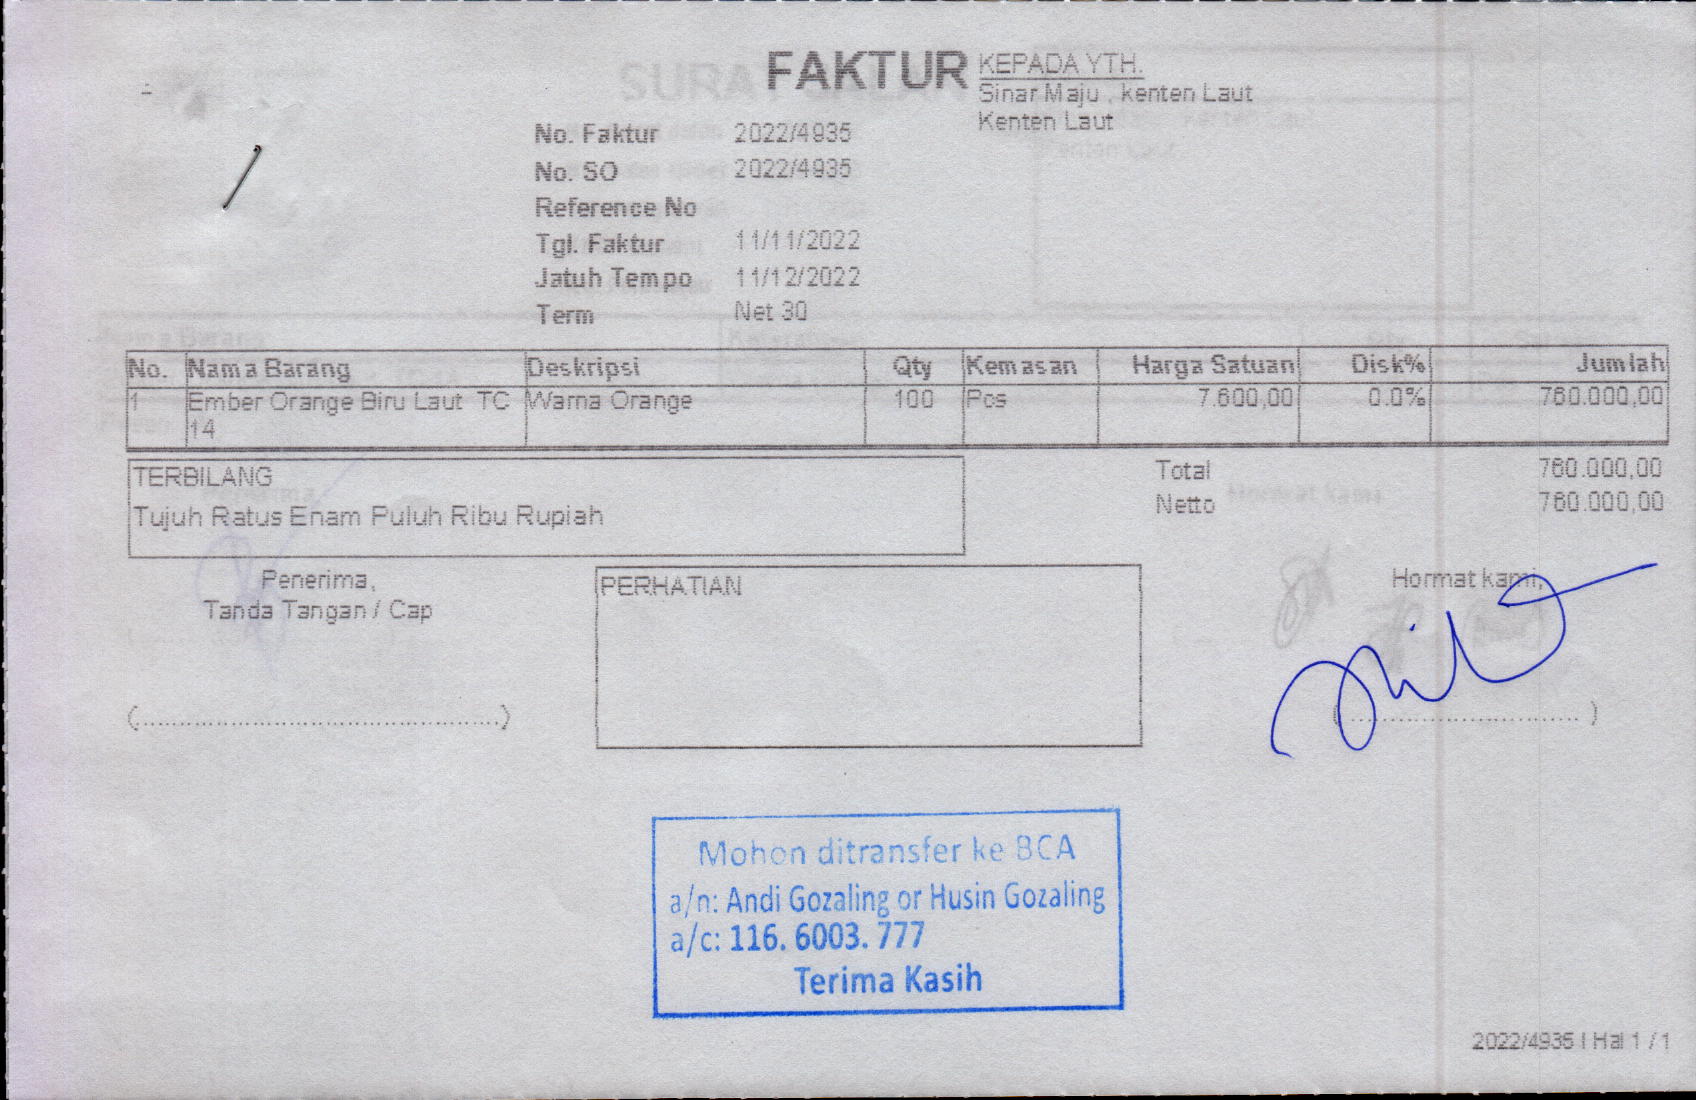 FAKTUR
KEPADA YTH.
Sinar Maju , kenten Laut
Kenten Laut
No. Faktur 2022/4935
No. SO 2022/4935
Reference No
Tgl. Faktur 11/11/2022
Jatuh Tempo 11/12/2022
Term Net 30
No. Nama Barang Deskripsi Qty Kemasan Harga Satuan Disk% Jumlah
1 Ember Orange Biru Laut TC Warna Orange 100 Pcs 7.600,00 0.0% 760.000,00
14
TERBILANG
Tujuh Ratus Enam Puluh Ribu Rupiah
Total 760.000,00
Netto 760.000,00
Penerima,
Tanda Tangan / Cap
PERHATIAN
Hormat kami,
(................................................)
(.............................. )
Mohon ditransfer ke BCA
a/n: Andi Gozaling or Husin Gozaling
a/c: 116. 6003. 777
Terima Kasih
2022/4935 | Hal 1 / 1